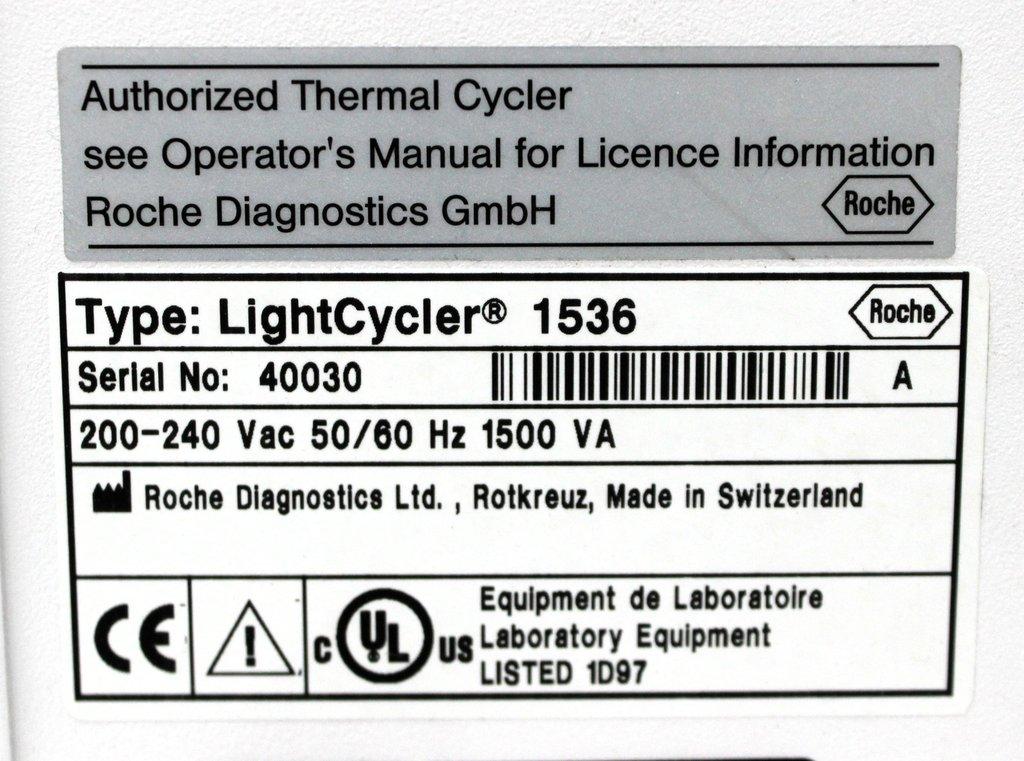 Authorized Thermal Cycler
see Operator's Manual for Licence Information
Roche Diagnostics GmbH
Roche
Type: LightCycler® 1536
Roche
Serial No: 40030
A
200-240 Vac 50/60 Hz 1500 VA
Roche Diagnostics Ltd. , Rotkreuz, Made in Switzerland
CE
!
C UL US
Equipment de Laboratoire
Laboratory Equipment
LISTED 1D97